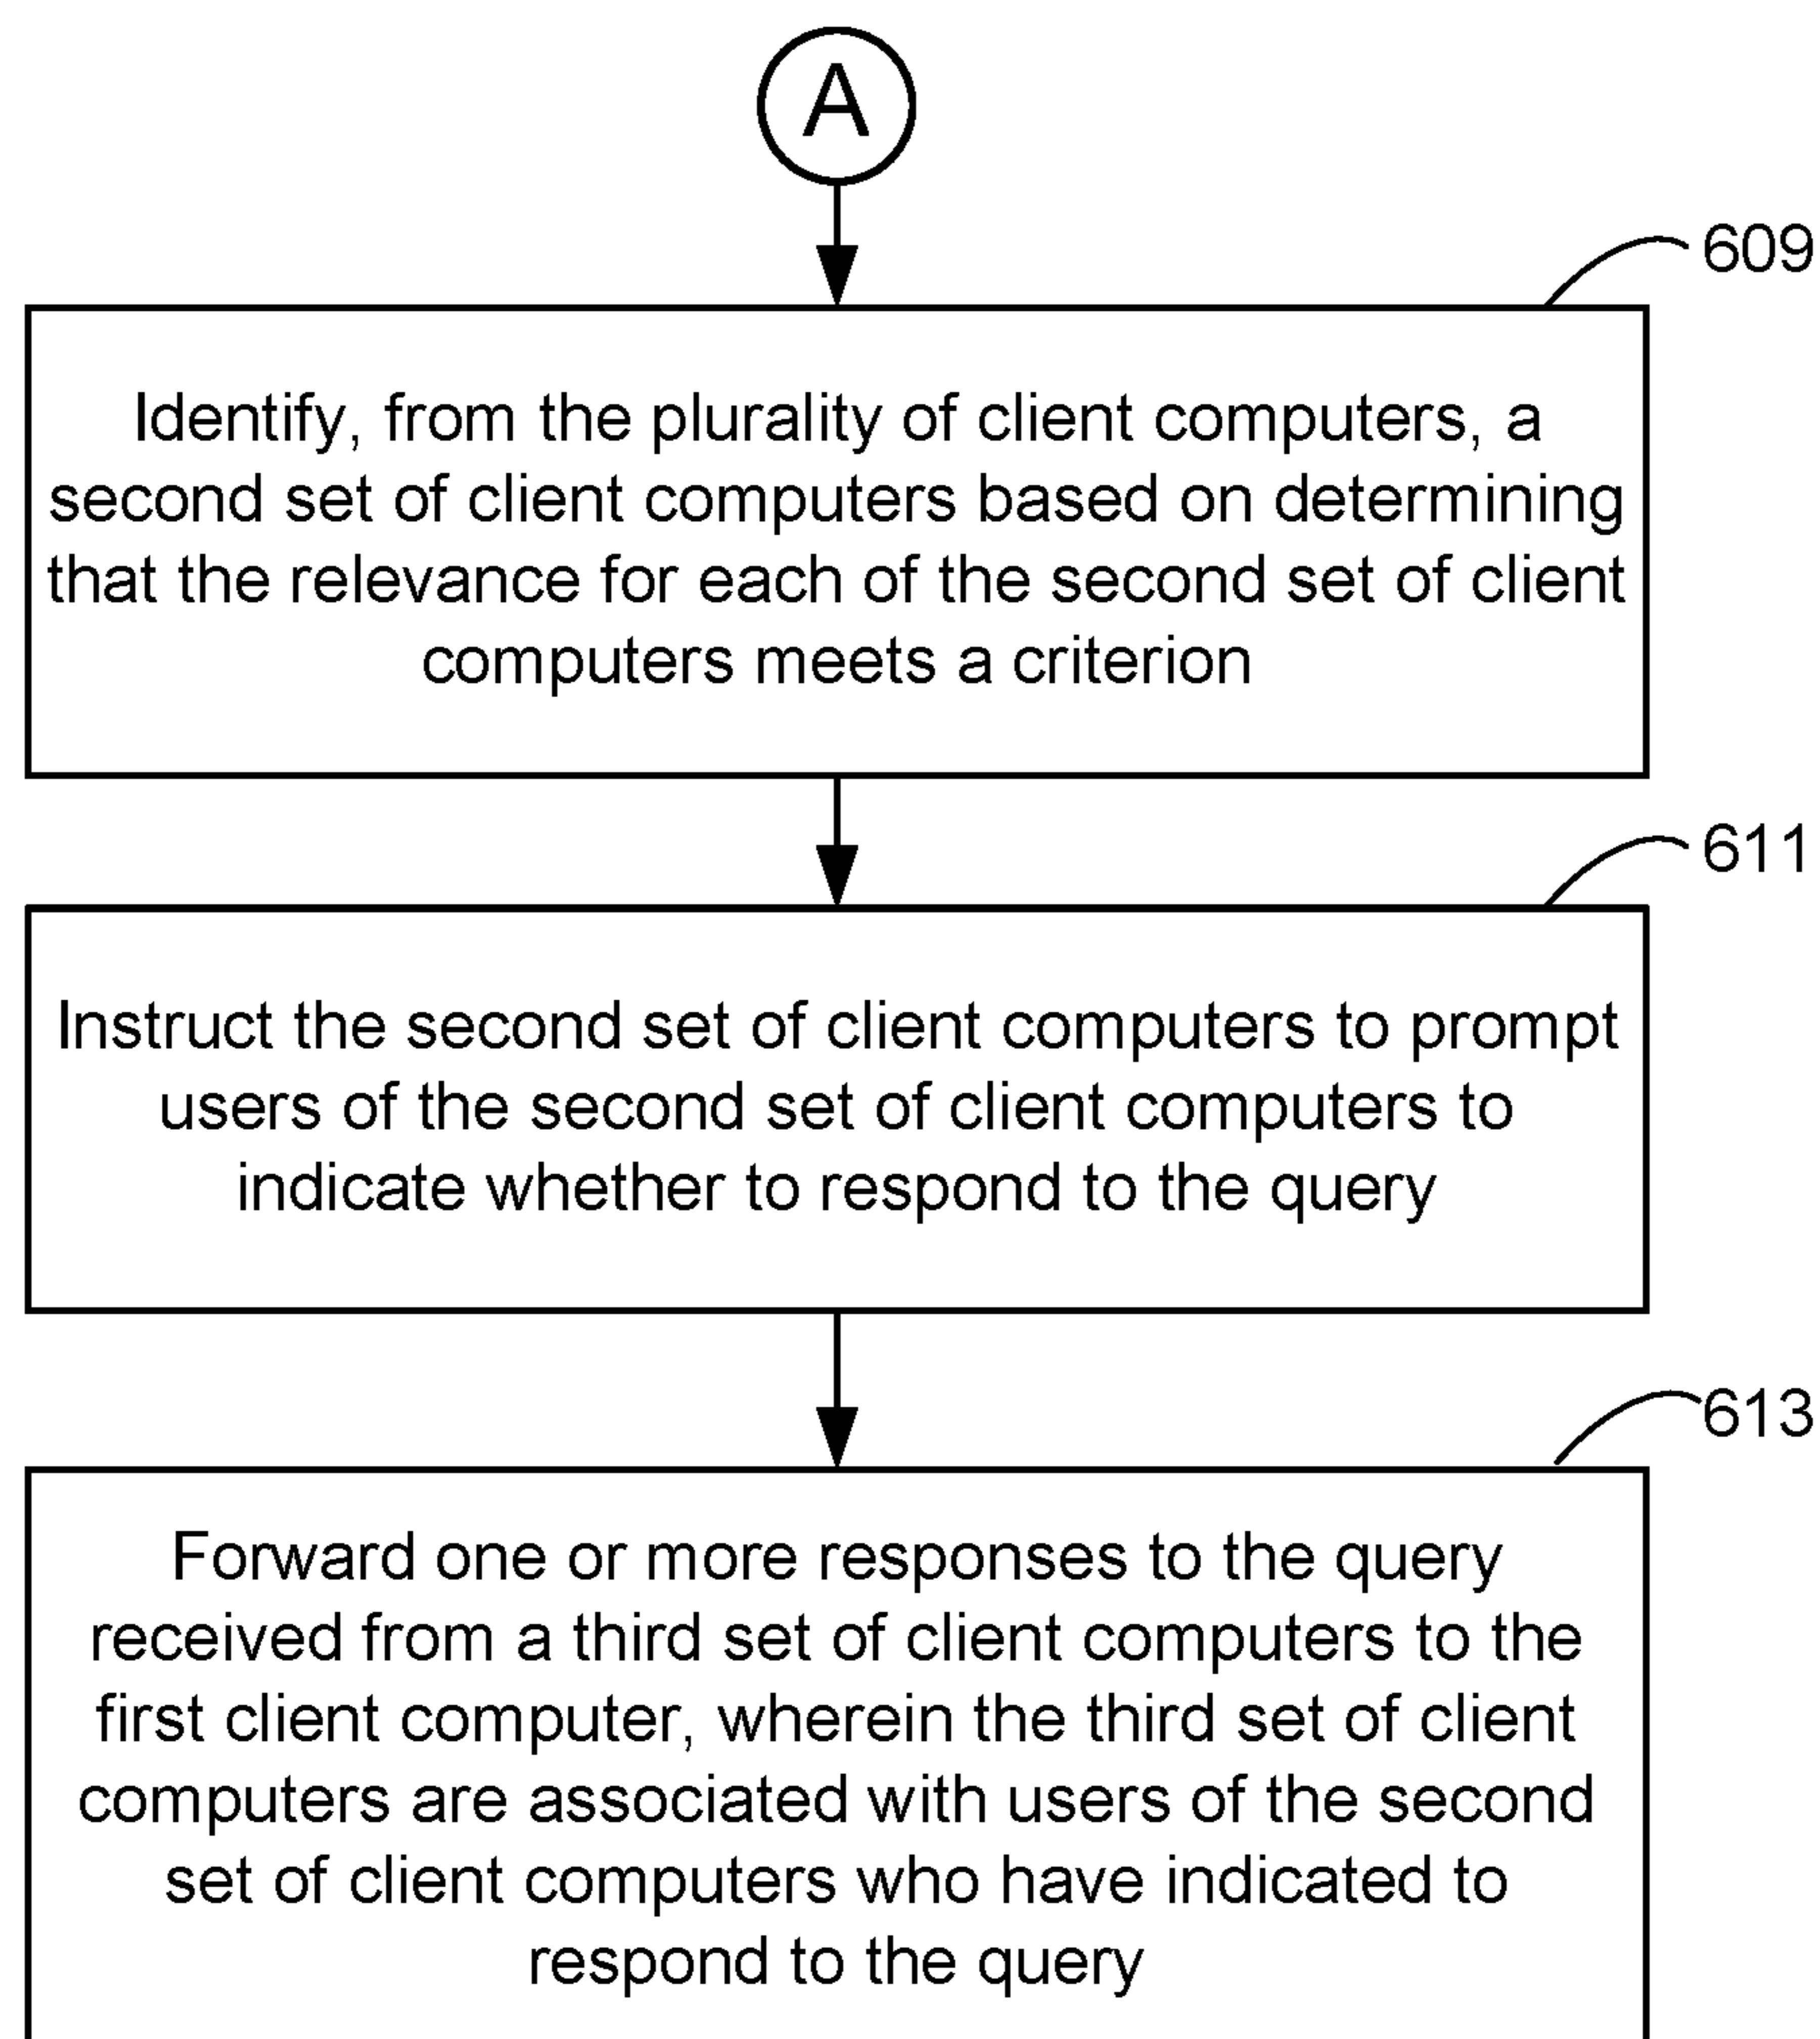 A
609
Identify, from the plurality of client computers, a
second set of client computers based on determining
that the relevance for each of the second set of client
computers meets a criterion
611
Instruct the second set of client computers to prompt
users of the second set of client computers to
indicate whether to respond to the query
613
Forward one or more responses to the query
received from a third set of client computers to the
first client computer, wherein the third set of client
computers are associated with users of the second
set of client computers who have indicated to
respond to the query